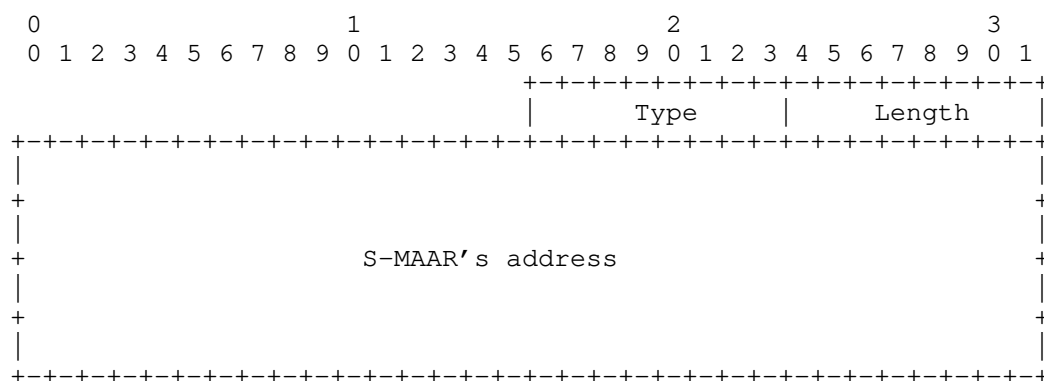 0                   1                   2                   3
 0 1 2 3 4 5 6 7 8 9 0 1 2 3 4 5 6 7 8 9 0 1 2 3 4 5 6 7 8 9 0 1
                                +-+-+-+-+-+-+-+-+-+-+-+-+-+-+-+-+
                                |      Type     |     Length    |
+-+-+-+-+-+-+-+-+-+-+-+-+-+-+-+-+-+-+-+-+-+-+-+-+-+-+-+-+-+-+-+-+
|                                                               |
+                                                               +
|                                                               |
+                     S-MAAR’s address                          +
|                                                               |
+                                                               +
|                                                               |
+-+-+-+-+-+-+-+-+-+-+-+-+-+-+-+-+-+-+-+-+-+-+-+-+-+-+-+-+-+-+-+-+